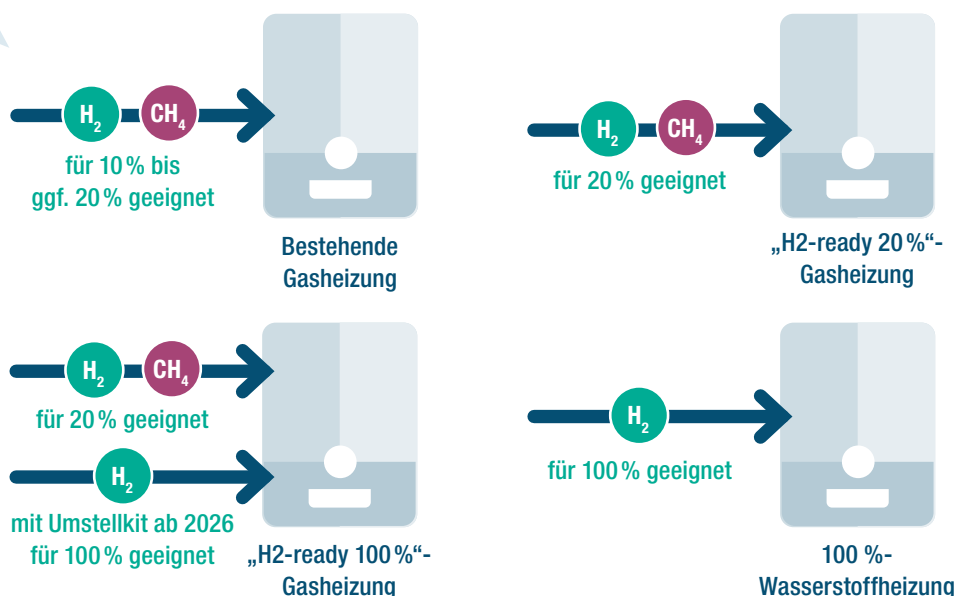 H₂ CH₄
für 10 % bis
ggf. 20 % geeignet
Bestehende
Gasheizung
H₂ CH₄
für 20 % geeignet
„H2-ready 20 %“-
Gasheizung
H₂ CH₄
für 20 % geeignet
H₂
mit Umstellkit ab 2026
für 100 % geeignet
„H2-ready 100 %“-
Gasheizung
H₂
für 100 % geeignet
100 %-
Wasserstoffheizung